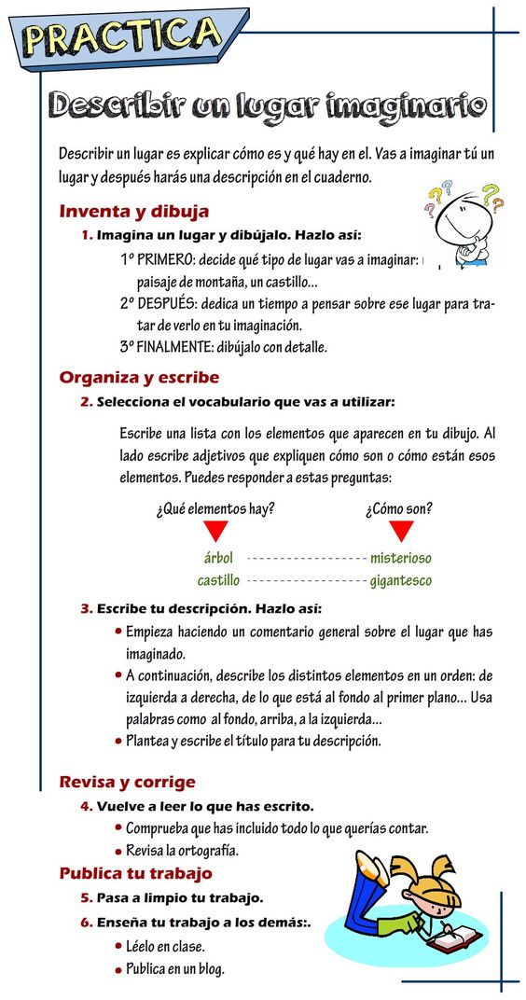 PRACTICA
Describir un lugar imaginario
Describir un lugar es explicar cómo es y qué hay en el. Vas a imaginar tú un
lugar y después harás una descripción en el cuaderno.
Inventa y dibuja
1. Imagina un lugar y dibújalo. Hazlo así:
1º PRIMERO: decide qué tipo de lugar vas a imaginar:
paisaje de montaña, un castillo...
2º DESPUÉS: dedica un tiempo a pensar sobre ese lugar para tra-
tar de verlo en tu imaginación.
3º FINALMENTE: dibújalo con detalle.
Organiza y escribe
2. Selecciona el vocabulario que vas a utilizar:
Escribe una lista con los elementos que aparecen en tu dibujo. Al
lado escribe adjetivos que expliquen cómo son o cómo están esos
elementos. Puedes responder a estas preguntas:
¿Qué elementos hay? ¿Cómo son?
árbol ---------------------- misterioso
castillo ---------------------- gigantesco
3. Escribe tu descripción. Hazlo así:
• Empieza haciendo un comentario general sobre el lugar que has
imaginado.
• A continuación, describe los distintos elementos en un orden: de
izquierda a derecha, de lo que está al fondo al primer plano... Usa
palabras como al fondo, arriba, a la izquierda...
• Plantea y escribe el título para tu descripción.
Revisa y corrige
4. Vuelve a leer lo que has escrito.
• Comprueba que has incluido todo lo que querías contar.
• Revisa la ortografía.
Publica tu trabajo
5. Pasa a limpio tu trabajo.
6. Enseña tu trabajo a los demás:.
• Léelo en clase.
• Publica en un blog.